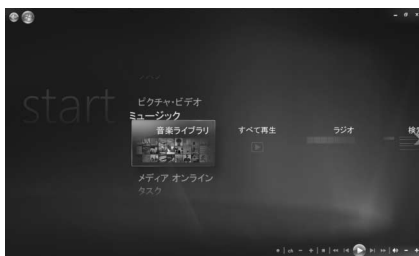 start
ピクチャ・ビデオ
ミュージック
音楽ライブラリ
すべて再生
ラジオ
検索
メディア オンライン
タスク